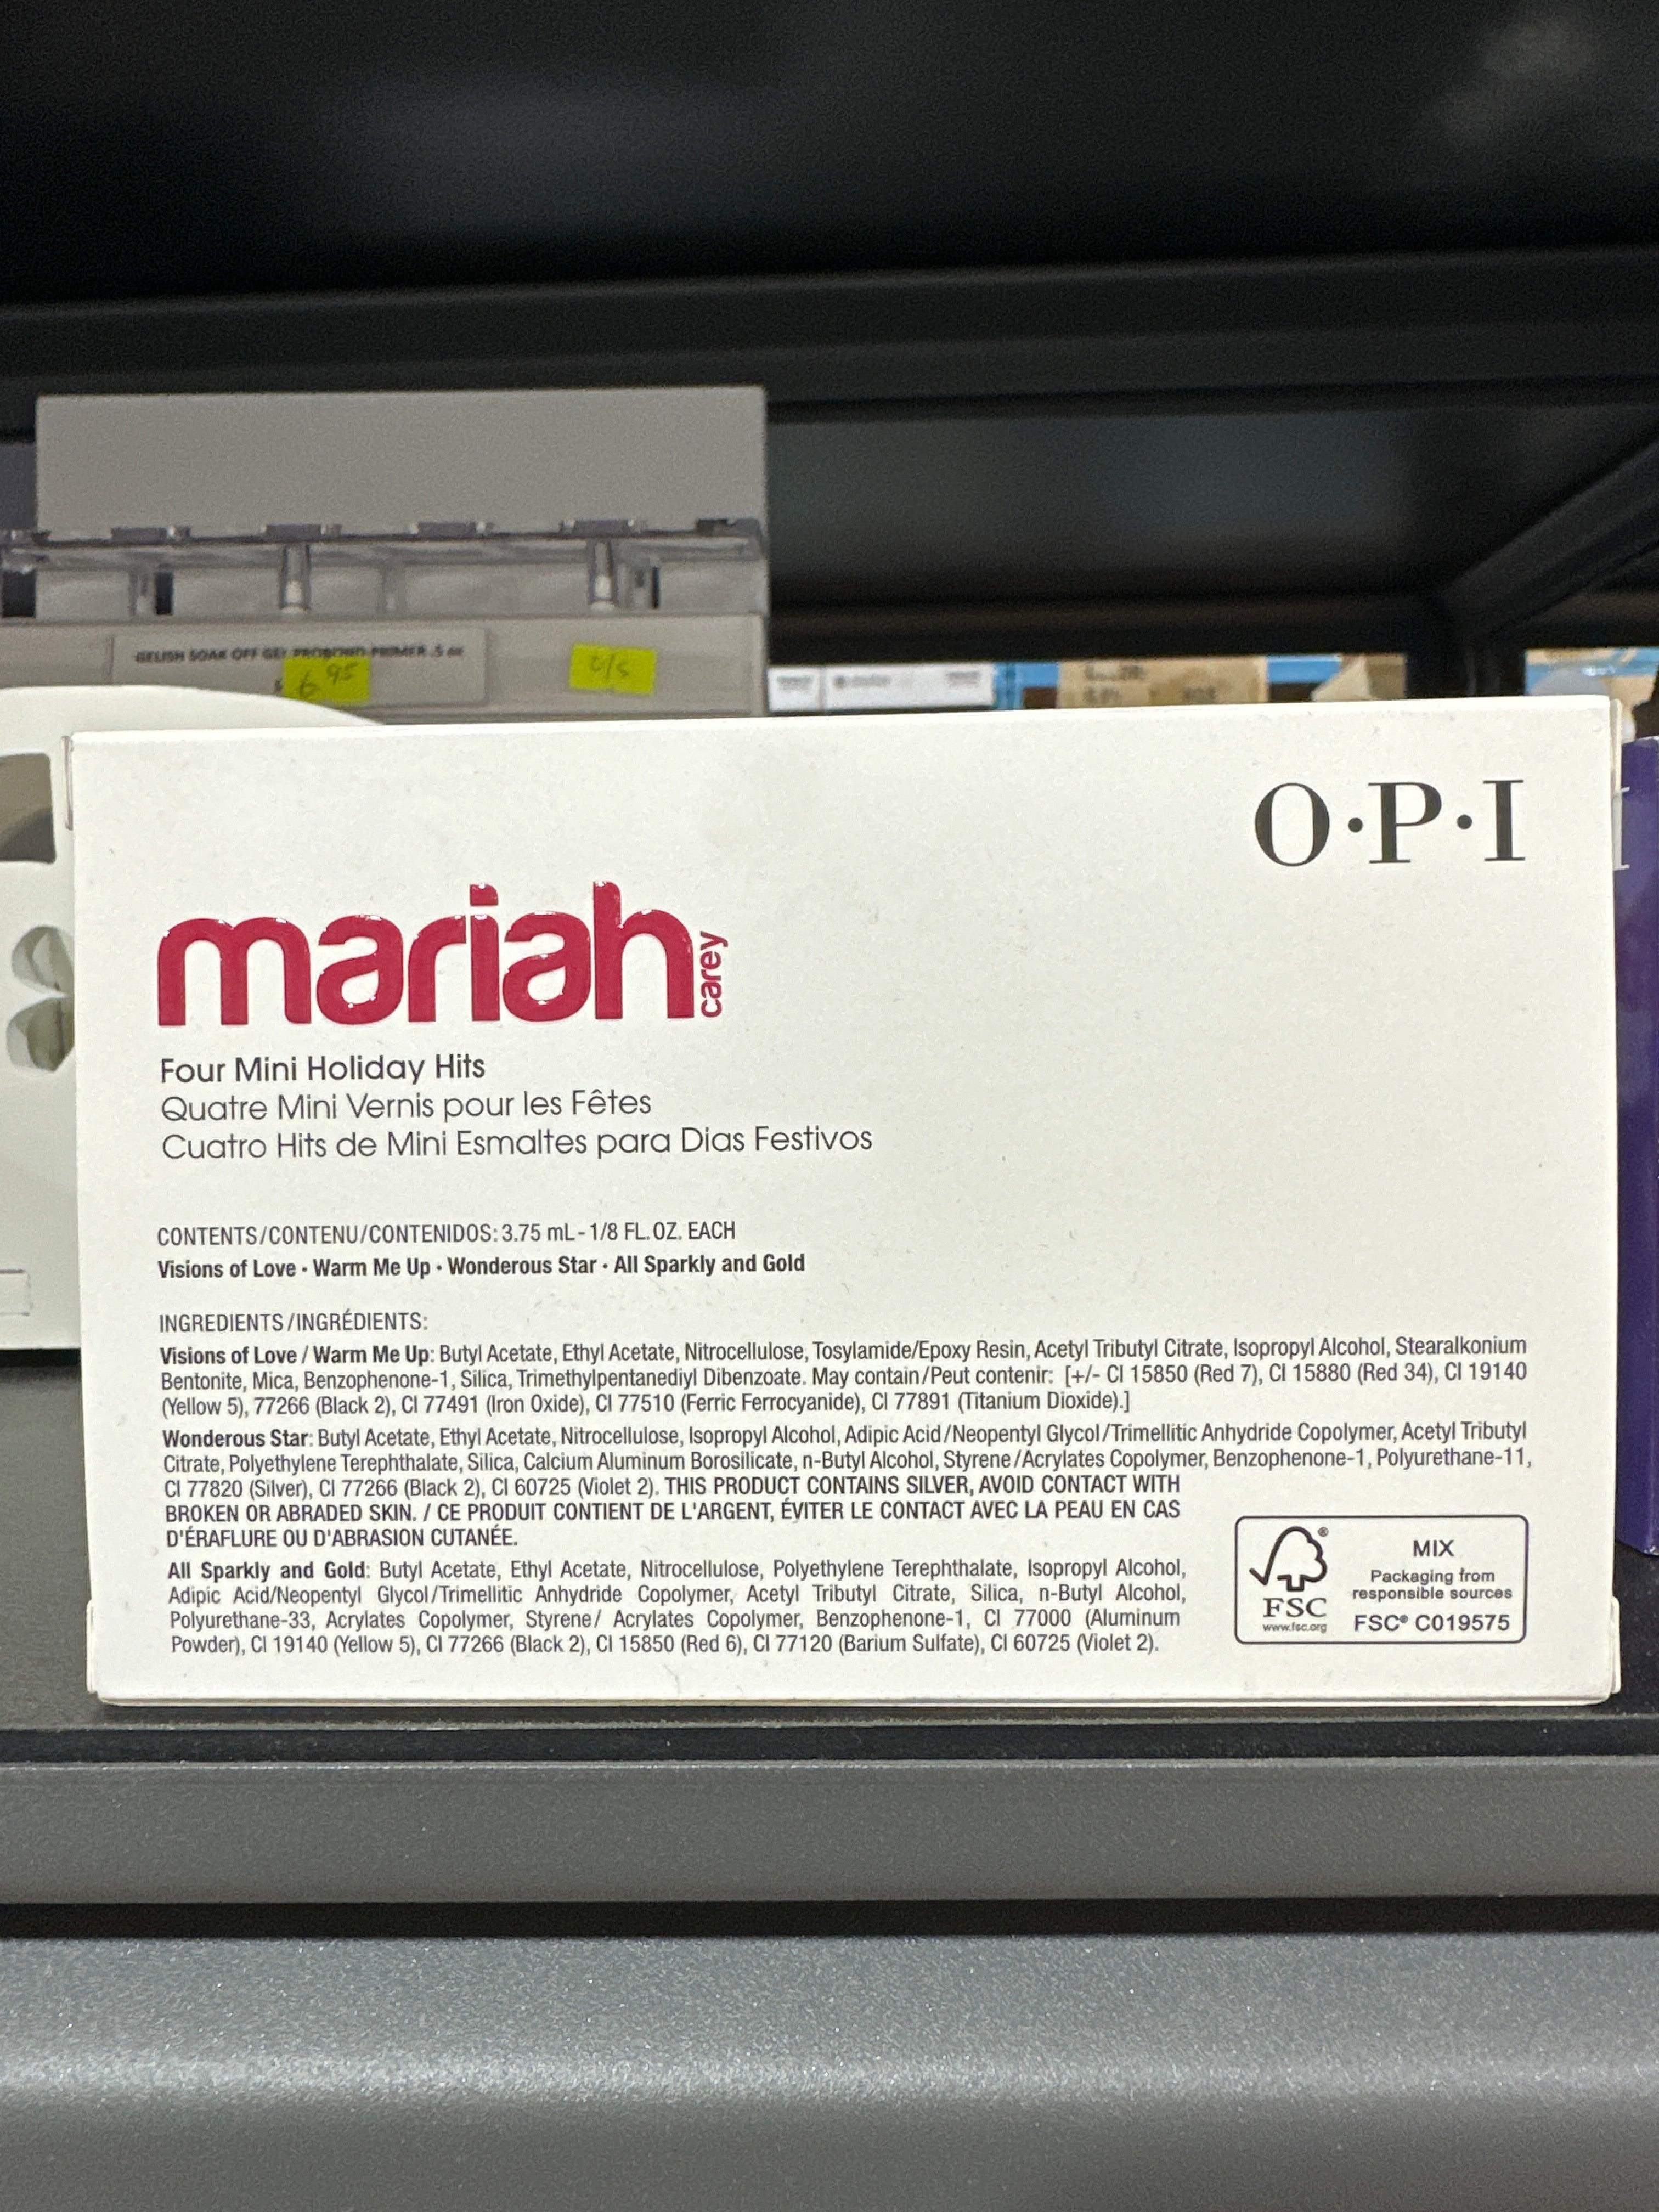 GELISH SOAK OFF GEL PROBOND PRIMER .5 oz
$6.95
O·P·I
mariah carey
Four Mini Holiday Hits
Quatre Mini Vernis pour les Fêtes
Cuatro Hits de Mini Esmaltes para Dias Festivos
CONTENTS/CONTENU/CONTENIDOS: 3.75 mL - 1/8 FL. OZ. EACH
Visions of Love · Warm Me Up · Wonderous Star · All Sparkly and Gold
INGREDIENTS/INGRÉDIENTS:
Visions of Love / Warm Me Up: Butyl Acetate, Ethyl Acetate, Nitrocellulose, Tosylamide/Epoxy Resin, Acetyl Tributyl Citrate, Isopropyl Alcohol, Stearalkonium
Bentonite, Mica, Benzophenone-1, Silica, Trimethylpentanediyl Dibenzoate. May contain/Peut contenir: [+/- CI 15850 (Red 7), CI 15880 (Red 34), CI 19140
(Yellow 5), 77266 (Black 2), CI 77491 (Iron Oxide), CI 77510 (Ferric Ferrocyanide), CI 77891 (Titanium Dioxide).]
Wonderous Star: Butyl Acetate, Ethyl Acetate, Nitrocellulose, Isopropyl Alcohol, Adipic Acid/Neopentyl Glycol/Trimellitic Anhydride Copolymer, Acetyl Tributyl
Citrate, Polyethylene Terephthalate, Silica, Calcium Aluminum Borosilicate, n-Butyl Alcohol, Styrene/Acrylates Copolymer, Benzophenone-1, Polyurethane-11,
CI 77820 (Silver), CI 77266 (Black 2), CI 60725 (Violet 2). THIS PRODUCT CONTAINS SILVER, AVOID CONTACT WITH
BROKEN OR ABRADED SKIN. / CE PRODUIT CONTIENT DE L'ARGENT, ÉVITER LE CONTACT AVEC LA PEAU EN CAS
D'ÉRAFLURE OU D'ABRASION CUTANÉE.
All Sparkly and Gold: Butyl Acetate, Ethyl Acetate, Nitrocellulose, Polyethylene Terephthalate, Isopropyl Alcohol,
Adipic Acid/Neopentyl Glycol/Trimellitic Anhydride Copolymer, Acetyl Tributyl Citrate, Silica, n-Butyl Alcohol,
Polyurethane-33, Acrylates Copolymer, Styrene/ Acrylates Copolymer, Benzophenone-1, CI 77000 (Aluminum
Powder), CI 19140 (Yellow 5), CI 77266 (Black 2), CI 15850 (Red 6), CI 77120 (Barium Sulfate), CI 60725 (Violet 2).
®
FSC
www.fsc.org
MIX
Packaging from
responsible sources
FSC® C019575